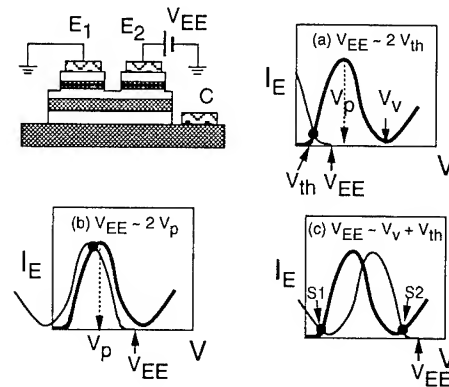 E1 E2 VEE
C
(a) VEE ~ 2 Vth
IE
Vp
Vv
Vth
VEE
V
(b) VEE ~ 2 Vp
IE
Vp
VEE
V
(c) VEE ~ Vv + Vth
IE
S1
S2
VEE
V